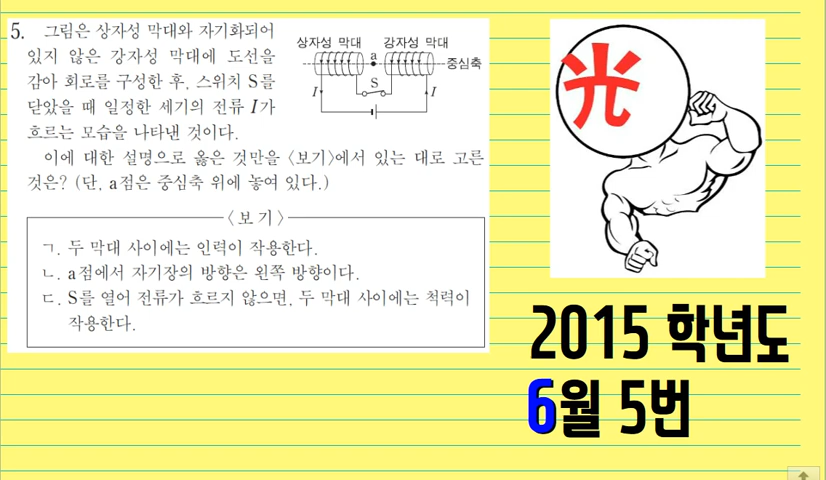 5. 그림은 상자성 막대와 자기화되어
있지 않은 강자성 막대에 도선을
감아 회로를 구성한 후, 스위치 S를
닫았을 때 일정한 세기의 전류 I가
흐르는 모습을 나타낸 것이다.
상자성 막대 강자성 막대
a
중심축
S
I I
이에 대한 설명으로 옳은 것만을 〈보기〉에서 있는 대로 고른
것은? (단, a점은 중심축 위에 놓여 있다.)
〈보기〉
ㄱ. 두 막대 사이에는 인력이 작용한다.
ㄴ. a점에서 자기장의 방향은 왼쪽 방향이다.
ㄷ. S를 열어 전류가 흐르지 않으면, 두 막대 사이에는 척력이
작용한다.
光
2015 학년도
6월 5번